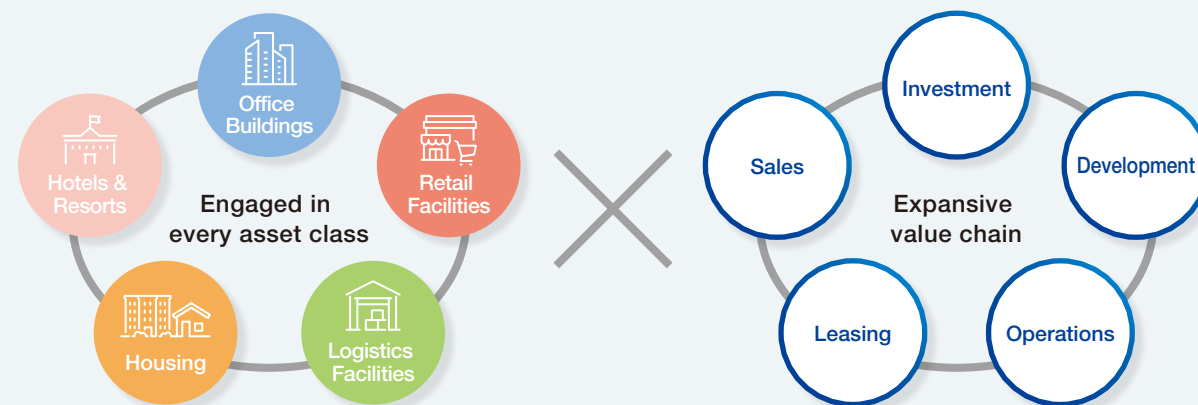 Office
Buildings
Retail
Facilities
Logistics
Facilities
Housing
Hotels &
Resorts
Engaged in
every asset class
Investment
Development
Operations
Leasing
Sales
Expansive
value chain